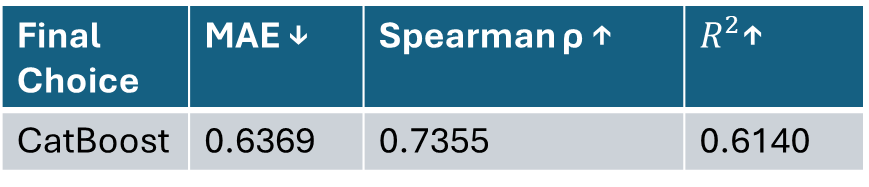 Final Choice MAE ↓ Spearman ρ ↑ R² ↑
CatBoost 0.6369 0.7355 0.6140